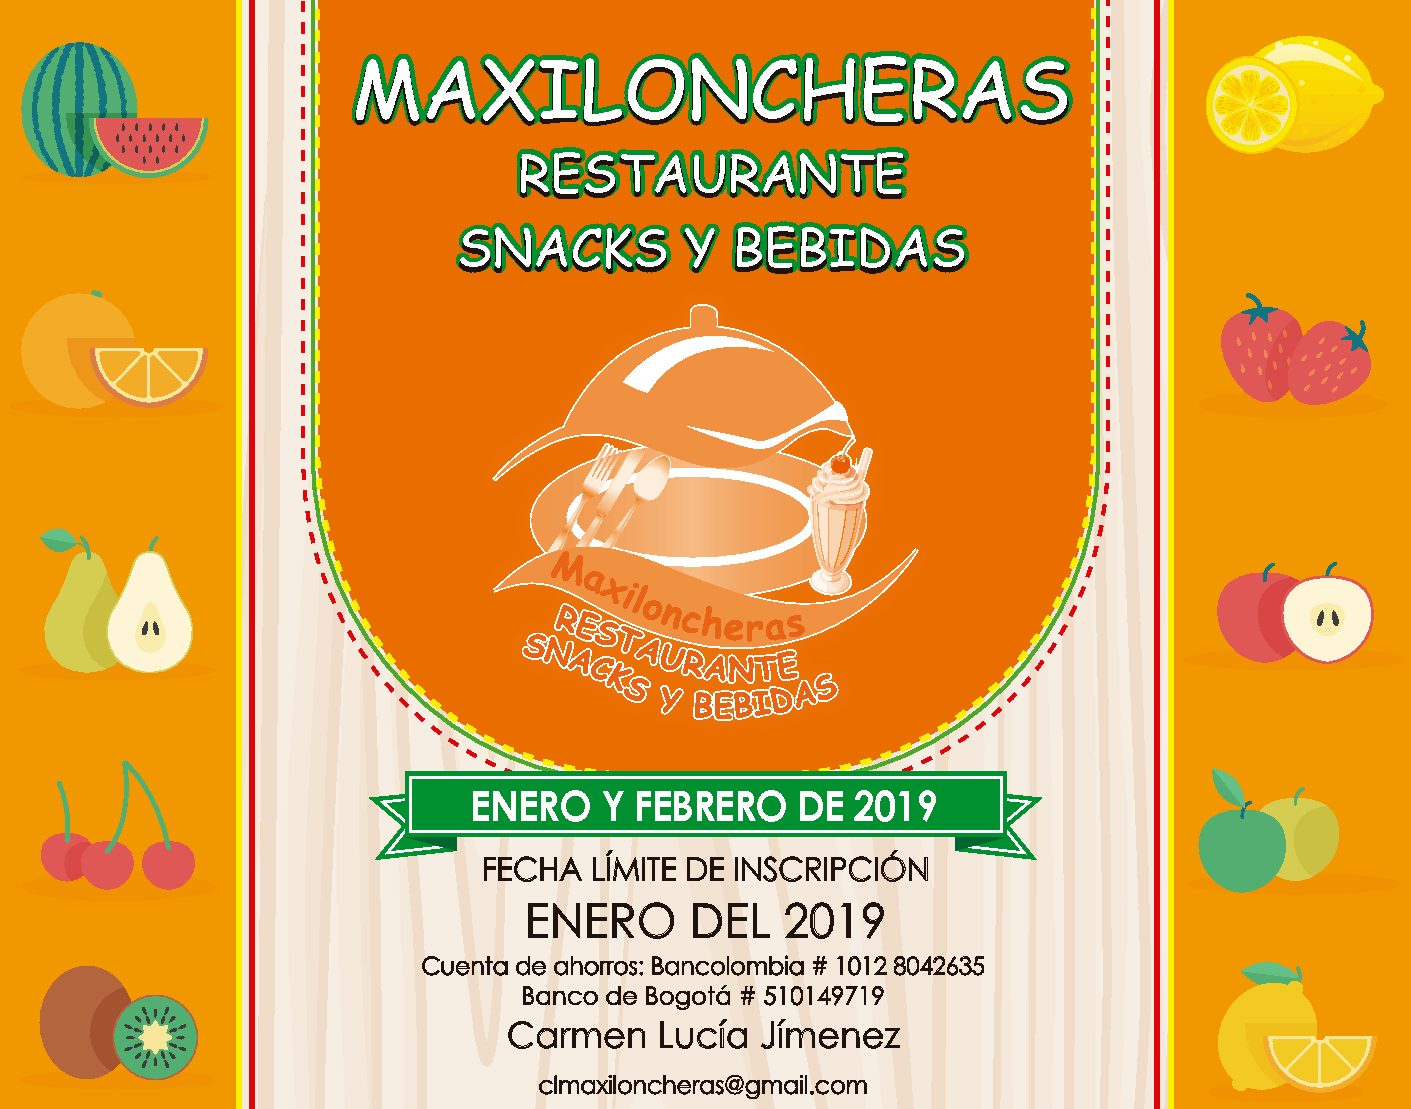 MAXILONCHERAS
RESTAURANTE
SNACKS Y BEBIDAS
Maxiloncheras
RESTAURANTE
SNACKS Y BEBIDAS
ENERO Y FEBRERO DE 2019
FECHA LÍMITE DE INSCRIPCIÓN
ENERO DEL 2019
Cuenta de ahorros: Bancolombia # 1012 8042635
Banco de Bogotá # 510149719
Carmen Lucía Jímenez
clmaxiloncheras@gmail.com